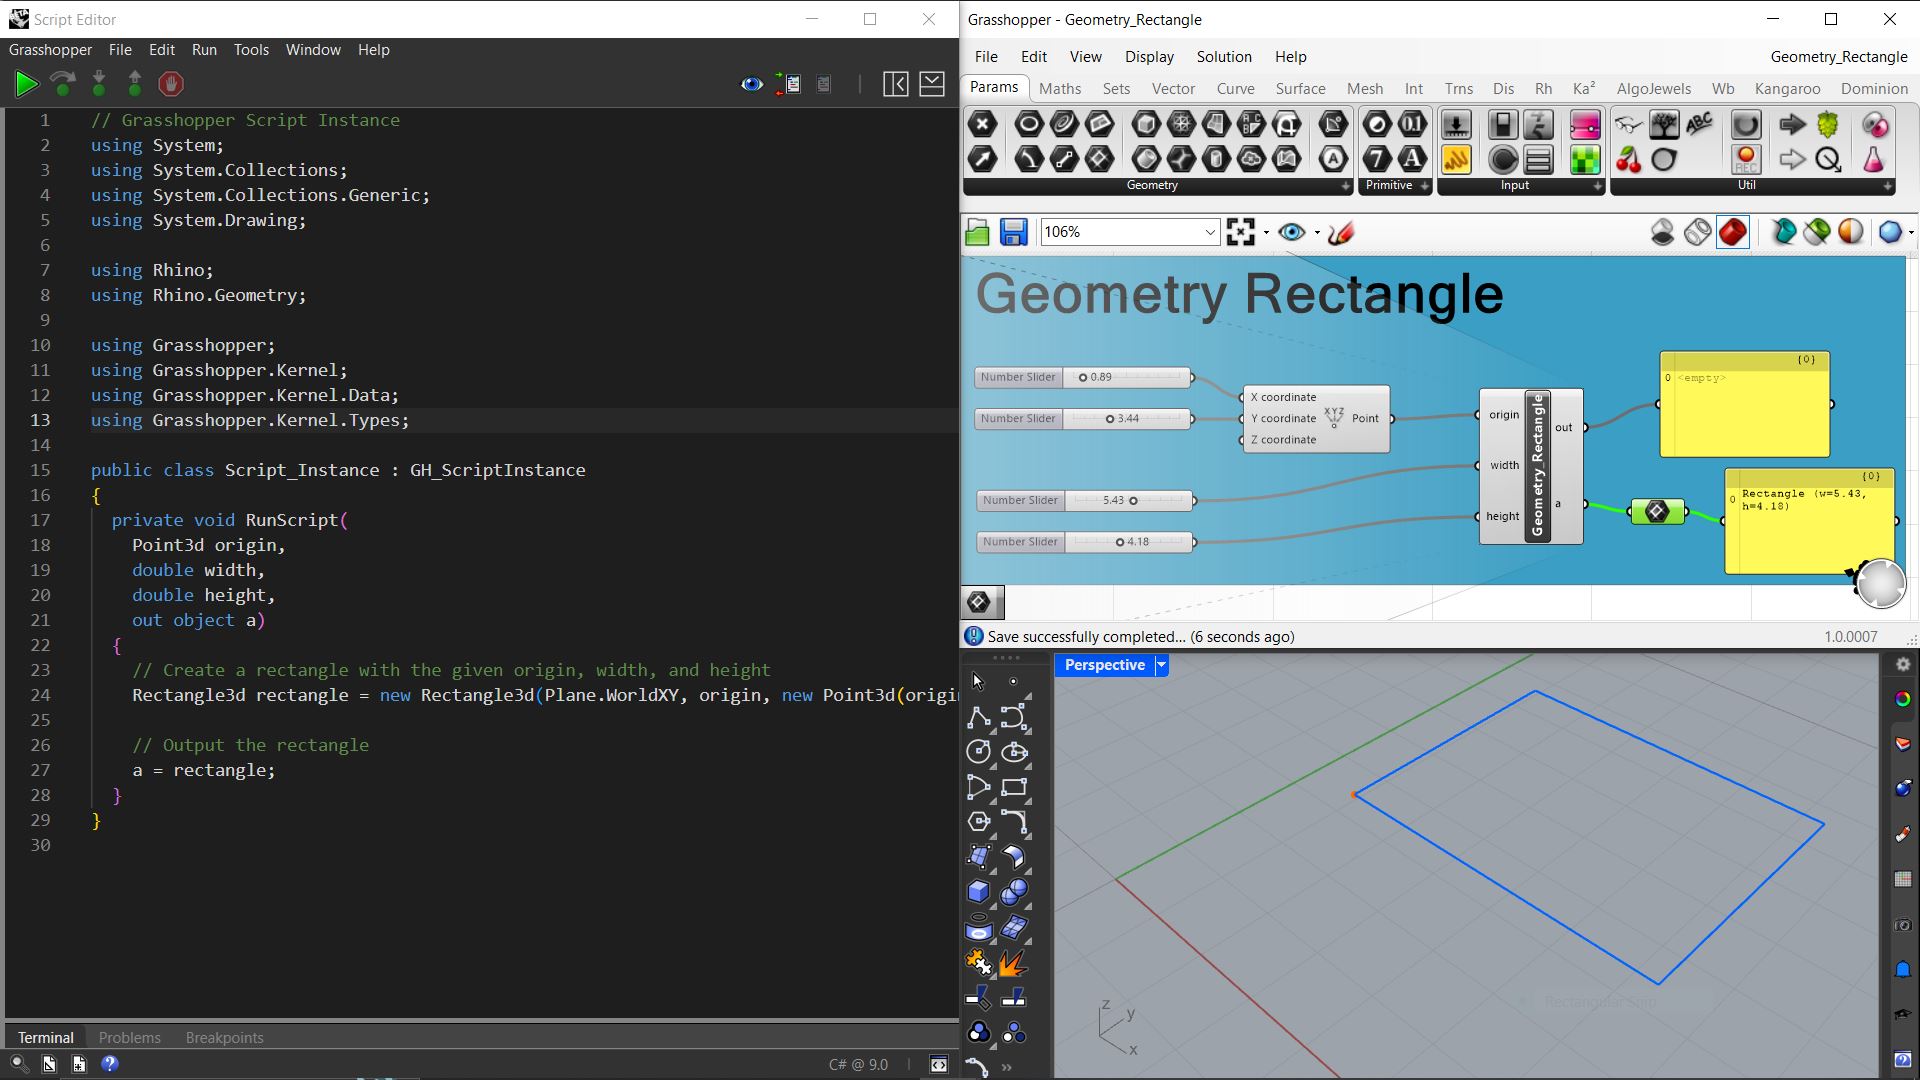 Script Editor
Grasshopper File Edit Run Tools Window Help
1 // Grasshopper Script Instance
2 using System;
3 using System.Collections;
4 using System.Collections.Generic;
5 using System.Drawing;
6
7 using Rhino;
8 using Rhino.Geometry;
9
10 using Grasshopper;
11 using Grasshopper.Kernel;
12 using Grasshopper.Kernel.Data;
13 using Grasshopper.Kernel.Types;
14
15 public class Script_Instance : GH_ScriptInstance
16 {
17 private void RunScript(
18 Point3d origin,
19 double width,
20 double height,
21 out object a)
22 {
23 // Create a rectangle with the given origin, width, and height
24 Rectangle3d rectangle = new Rectangle3d(Plane.WorldXY, origin, new Point3d(origi
25
26 // Output the rectangle
27 a = rectangle;
28 }
29 }
30
Terminal Problems Breakpoints
C# @ 9.0
Grasshopper - Geometry_Rectangle
File Edit View Display Solution Help Geometry_Rectangle
Params Maths Sets Vector Curve Surface Mesh Int Trns Dis Rh Ka² AlgoJewels Wb Kangaroo Dominion
Geometry Primitive Input Util
106%
Geometry Rectangle
Number Slider 0.89
Number Slider 3.44
Number Slider 5.43
Number Slider 4.18
X coordinate
Y coordinate
Z coordinate
XYZ
Point
origin
width
height
Geometry_Rectangle
out
a
{0}
0 <empty>
{0}
0 Rectangle (w=5.43,
h=4.18)
Save successfully completed... (6 seconds ago) 1.0.0007
Perspective
Rectangular Snip
z
y
x